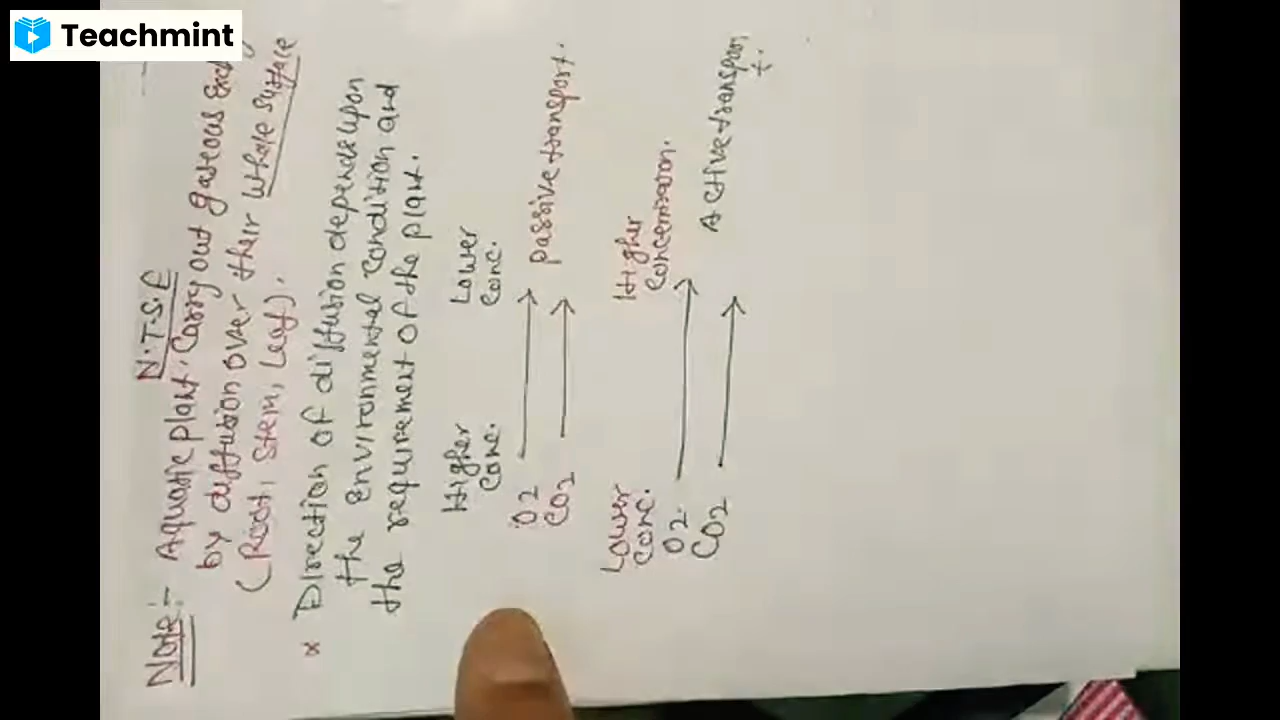 Teachmint
N.T.S.E
Note:- Aquatic plant. Carry out gaseous
by diffusion over their whole surface
(Root, Stem, Leaf).
* Direction of diffusion depends upon
the environmental condition and
the requirement of the plant.
Higher Lower
Conc. Conc.
O2 → Passive transport.
CO2 →
Lower Higher
Conc. Concentration.
O2 →
CO2 → Active transpor
t.